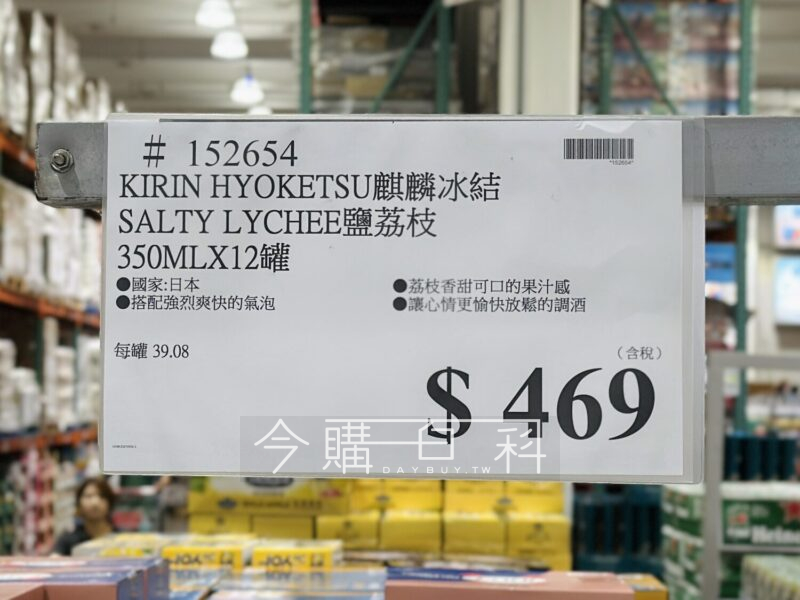 # 152654
*152654*
KIRIN HYOKETSU麒麟冰結
SALTY LYCHEE鹽荔枝
350MLX12罐
●國家:日本
●荔枝香甜可口的果汁感
●搭配強烈爽快的氣泡
●讓心情更愉快放鬆的調酒
每罐 39.08
(含稅)
$ 469
今購百科
DAYBUY.TW
Heineken